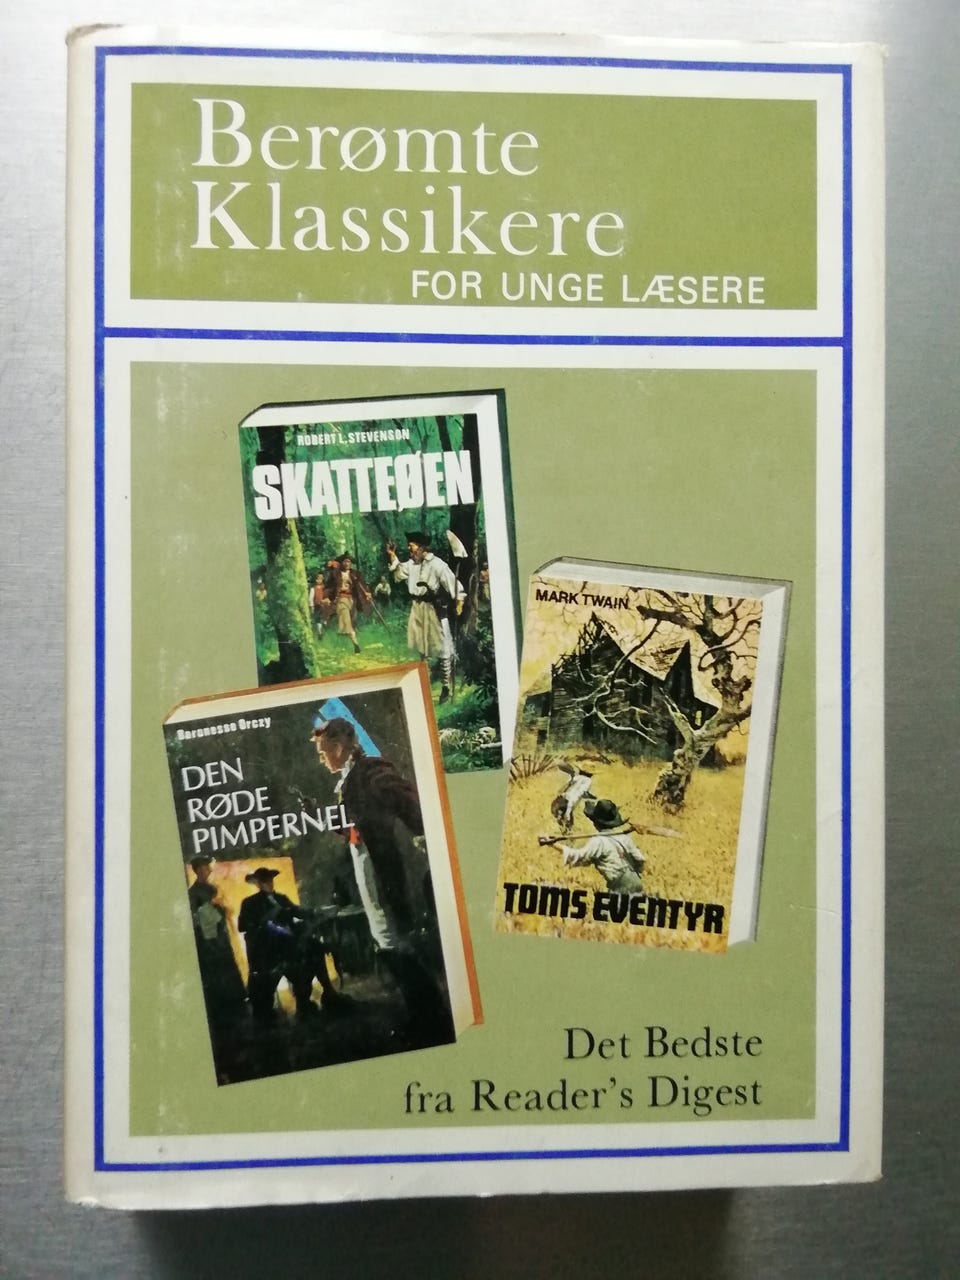 Berømte
Klassikere
FOR UNGE LÆSERE
ROBERT L. STEVENSON
SKATTEØEN
MARK TWAIN
TOMS EVENTYR
Baronesse Orczy
DEN
RØDE
PIMPERNEL
Det Bedste
fra Reader's Digest